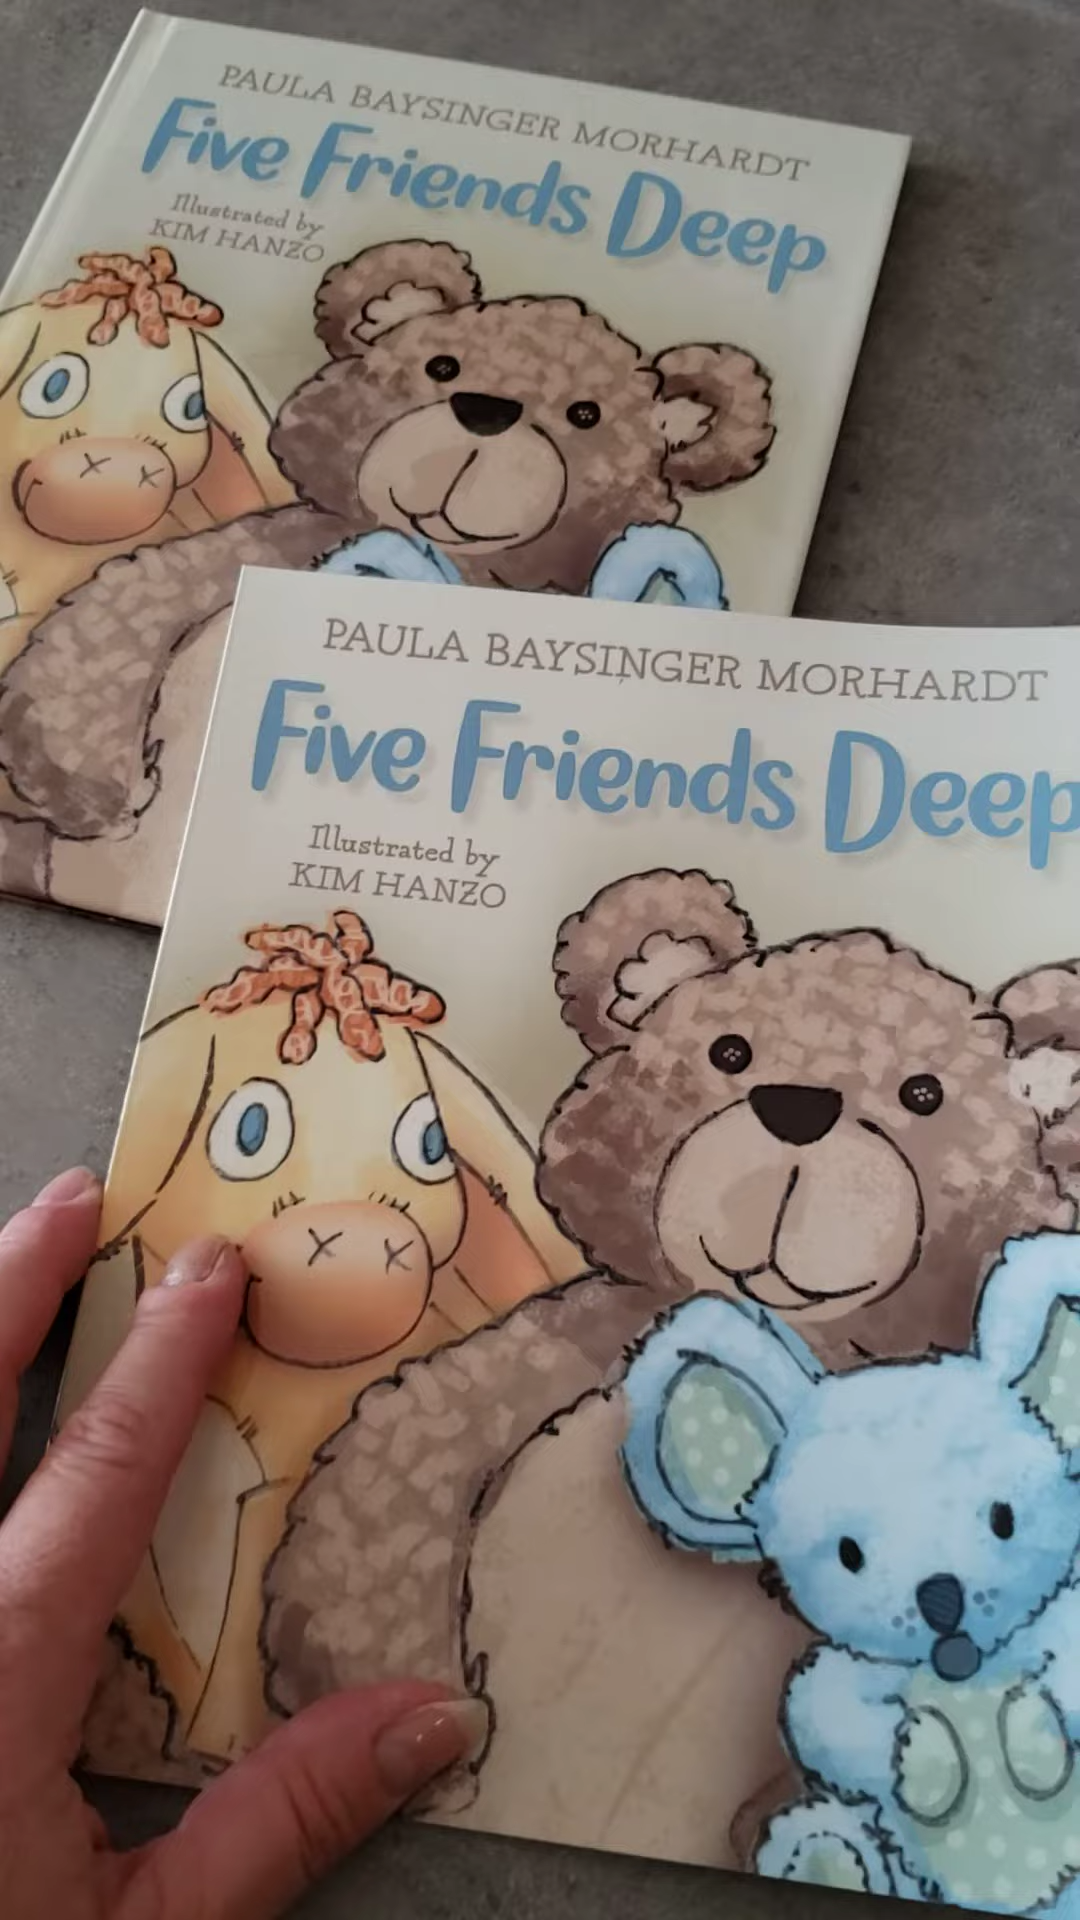 PAULA BAYSINGER MORHARDT
Five Friends Deep
Illustrated by
KIM HANZO
PAULA BAYSINGER MORHARDT
Five Friends Deep
Illustrated by
KIM HANZO